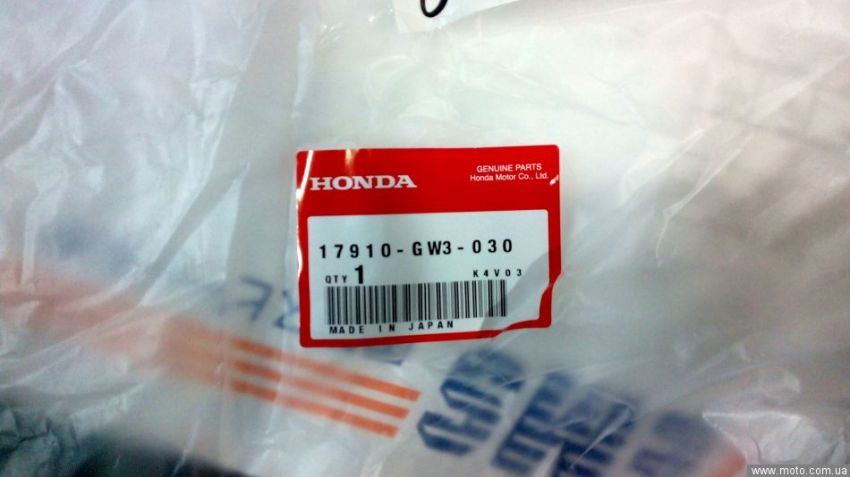 HONDA
GENUINE PARTS
Honda Motor Co., Ltd.
17910-GW3-030
QTY 1
K4V03
MADE IN JAPAN
www.moto.com.ua